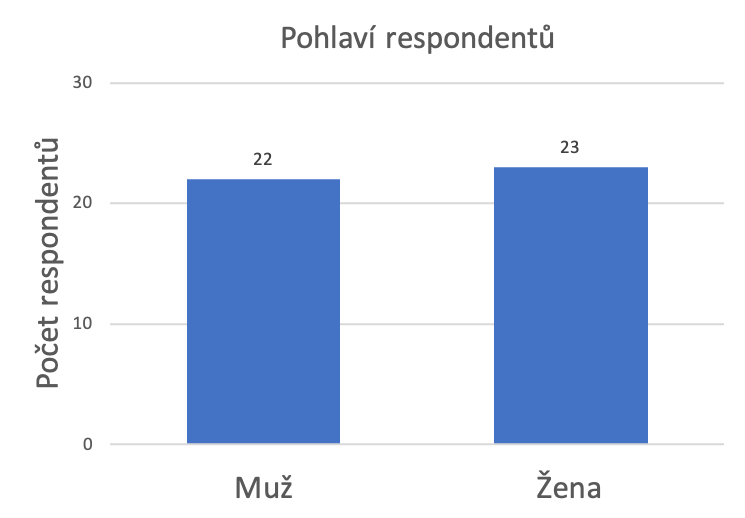 Pohlaví respondentů
Počet respondentů
30
20
10
0
22
23
Muž
Žena